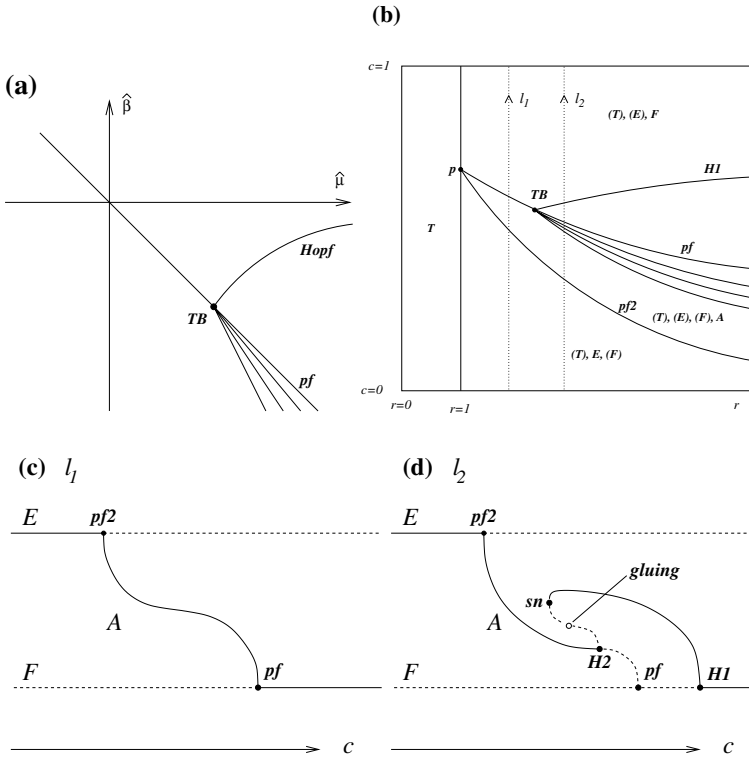 (a)
β̂
μ̂
Hopf
TB
pf
(b)
c=1
l1
l2
(T), (E), F
p
TB
H1
T
pf
pf2
(T), (E), (F), A
(T), E, (F)
c=0
r=0
r=1
r
(c) l1
E
pf2
A
F
pf
c
(d) l2
E
pf2
gluing
sn
A
H2
F
pf
H1
c